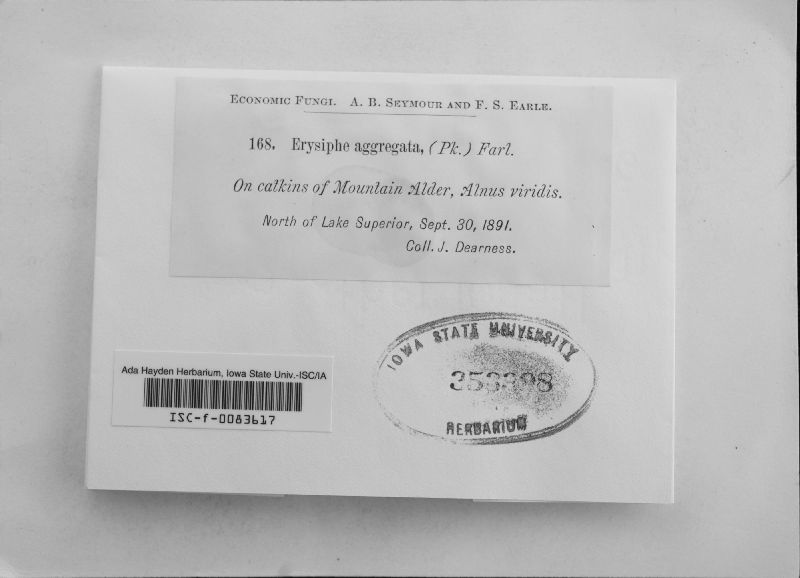 Economic Fungi. A. B. Seymour and F. S. Earle.
168. Erysiphe aggregata, (Pk.) Farl.
On catkins of Mountain Alder, Alnus viridis.
North of Lake Superior, Sept. 30, 1891.
Coll. J. Dearness.
IOWA STATE UNIVERSITY
HERBARIUM
Ada Hayden Herbarium, Iowa State Univ.-ISC/IA
ISC-f-0083617